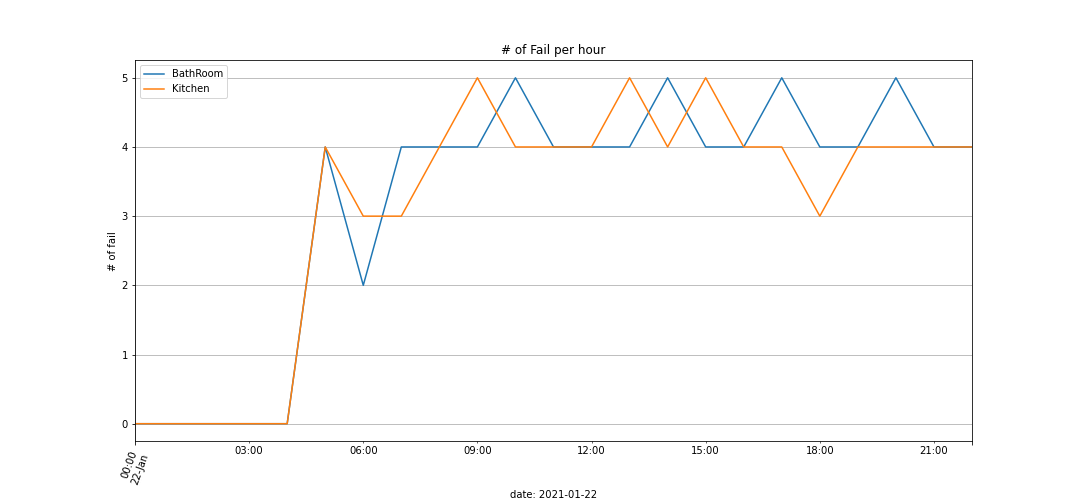 # of Fail per hour
BathRoom
Kitchen
5
4
3
2
1
0
# of fail
00:00
22-Jan
03:00
06:00
09:00
12:00
15:00
18:00
21:00
date: 2021-01-22